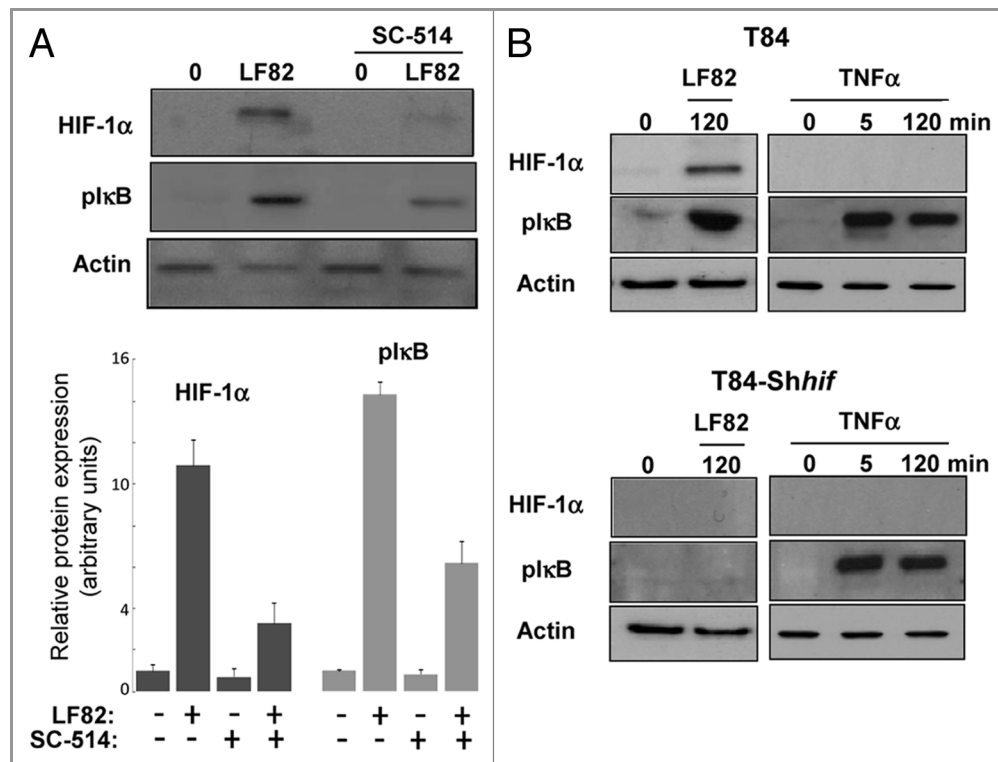 A
SC-514
0 LF82 0 LF82
HIF-1α
pIκB
Actin
Relative protein expression
(arbitrary units)
16
10
4
0
HIF-1α
pIκB
LF82: - + - + - + - +
SC-514: - - + + - - + +
B
T84
LF82 TNFα
0 120 0 5 120 min
HIF-1α
pIκB
Actin
T84-Shhif
LF82 TNFα
0 120 0 5 120 min
HIF-1α
pIκB
Actin